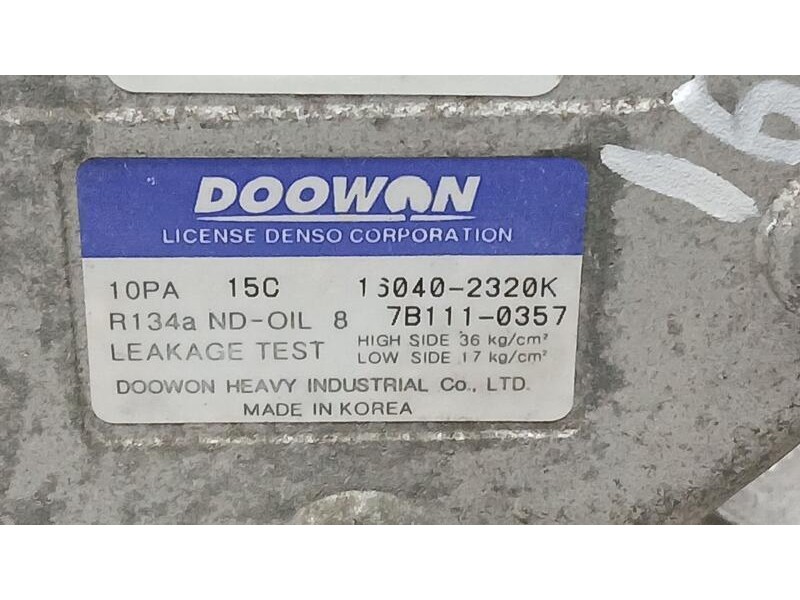 16
DOOWON
LICENSE DENSO CORPORATION
10PA 15C 16040-2320K
R134a ND-OIL 8 7B111-0357
LEAKAGE TEST HIGH SIDE 36 kg/cm²
LOW SIDE 17 kg/cm²
DOOWON HEAVY INDUSTRIAL Co., LTD.
MADE IN KOREA